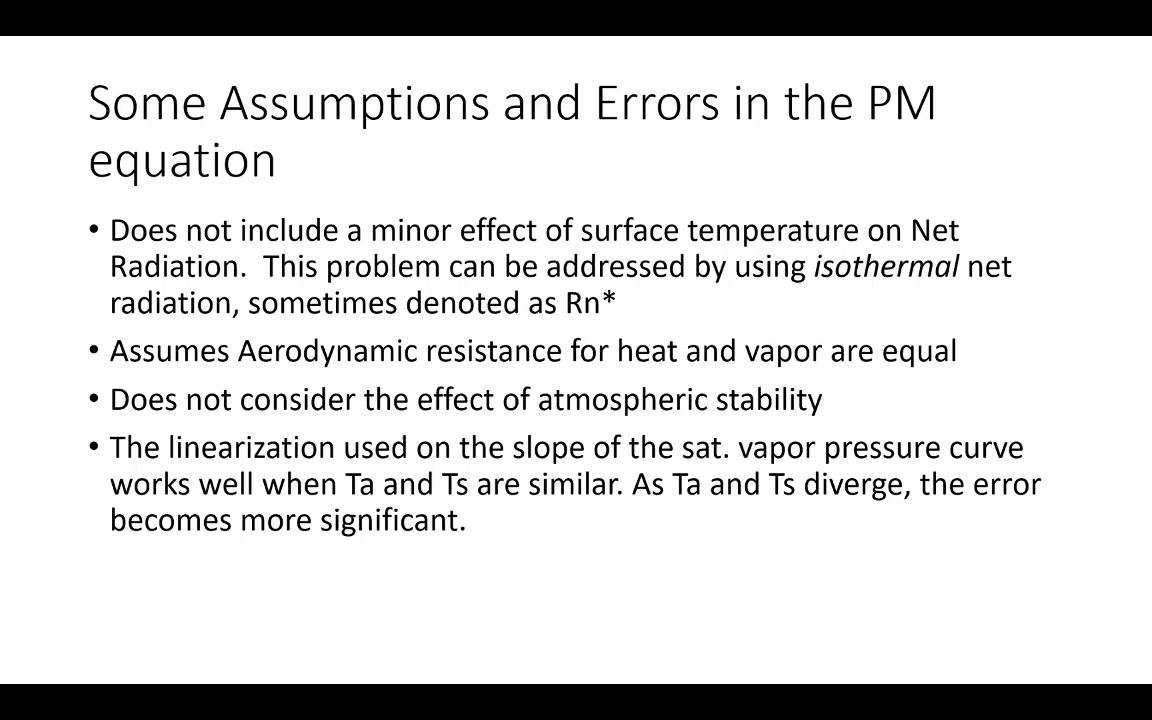 Some Assumptions and Errors in the PM
equation
• Does not include a minor effect of surface temperature on Net
Radiation.  This problem can be addressed by using isothermal net
radiation, sometimes denoted as Rn*
• Assumes Aerodynamic resistance for heat and vapor are equal
• Does not consider the effect of atmospheric stability
• The linearization used on the slope of the sat. vapor pressure curve
works well when Ta and Ts are similar. As Ta and Ts diverge, the error
becomes more significant.